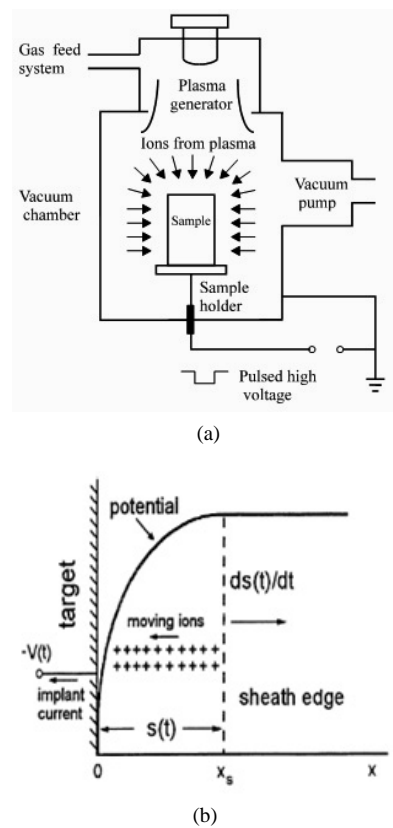 Gas feed
system
Plasma
generator
Ions from plasma
Vacuum
chamber
Sample
Vacuum
pump
Sample
holder
Pulsed high
voltage
(a)
potential
target
ds(t)/dt
moving ions
+ + + + + + + + + +
+ + + + + + + + + +
-V(t)
implant
current
s(t)
sheath edge
0
xs
x
(b)